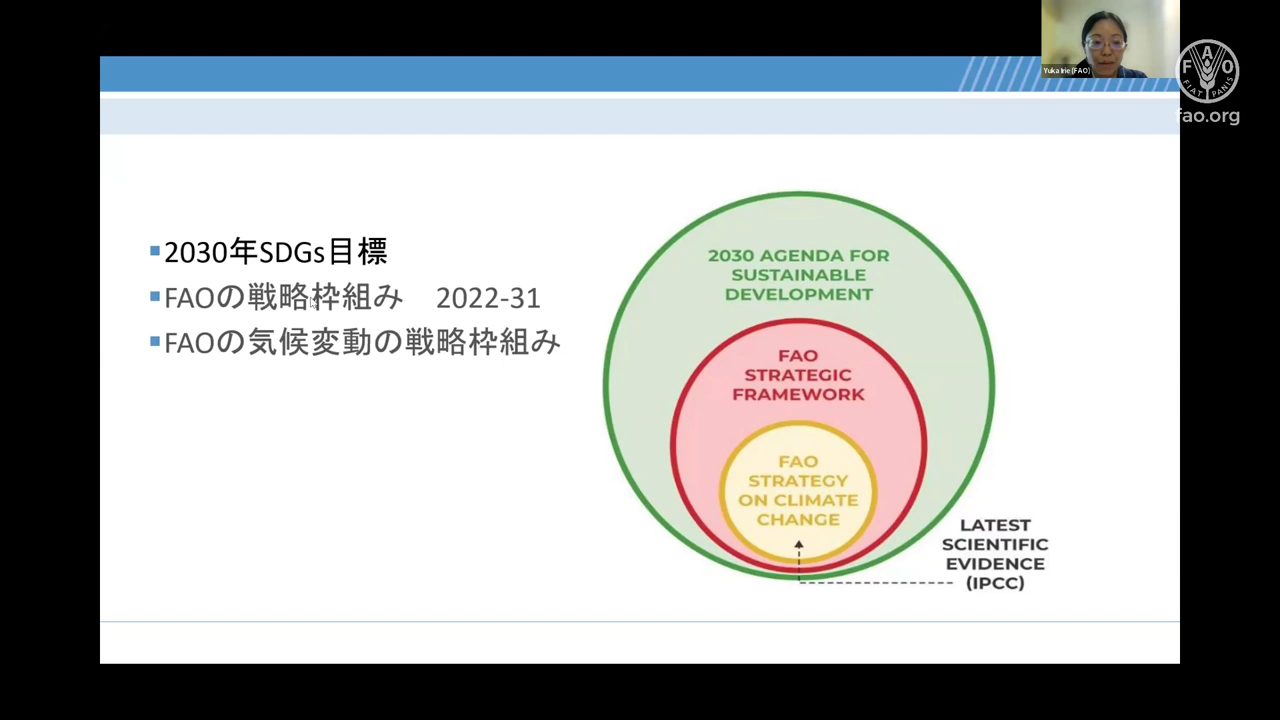 Yuka Irie (FAO)
FAO
FIAT PANIS
fao.org
2030年SDGs目標
FAOの戦略枠組み 2022-31
FAOの気候変動の戦略枠組み
2030 AGENDA FOR
SUSTAINABLE
DEVELOPMENT
FAO
STRATEGIC
FRAMEWORK
FAO
STRATEGY
ON CLIMATE
CHANGE
LATEST
SCIENTIFIC
EVIDENCE
(IPCC)